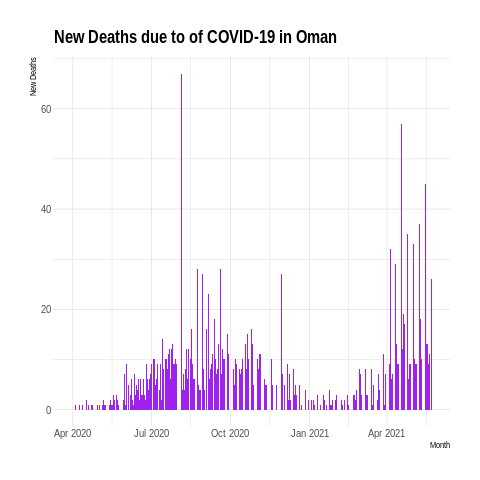 New Deaths due to of COVID-19 in Oman
New Deaths
60
40
20
0
Apr 2020 Jul 2020 Oct 2020 Jan 2021 Apr 2021
Month